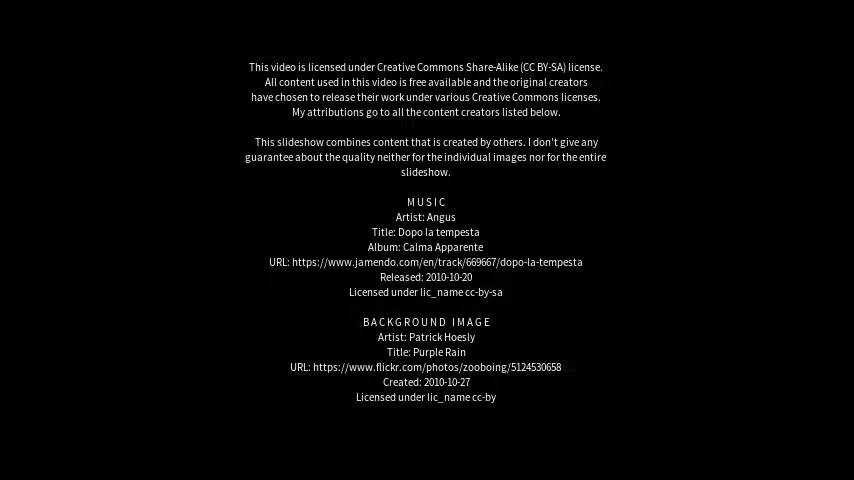 This video is licensed under Creative Commons Share-Alike (CC BY-SA) license.
All content used in this video is free available and the original creators
have chosen to release their work under various Creative Commons licenses.
My attributions go to all the content creators listed below.
This slideshow combines content that is created by others. I don't give any
guarantee about the quality neither for the individual images nor for the entire
slideshow.
MUSIC
Artist: Angus
Title: Dopo la tempesta
Album: Calma Apparente
URL: https://www.jamendo.com/en/track/669667/dopo-la-tempesta
Released: 2010-10-20
Licensed under lic_name cc-by-sa
BACKGROUND IMAGE
Artist: Patrick Hoesly
Title: Purple Rain
URL: https://www.flickr.com/photos/zooboing/5124530658
Created: 2010-10-27
Licensed under lic_name cc-by